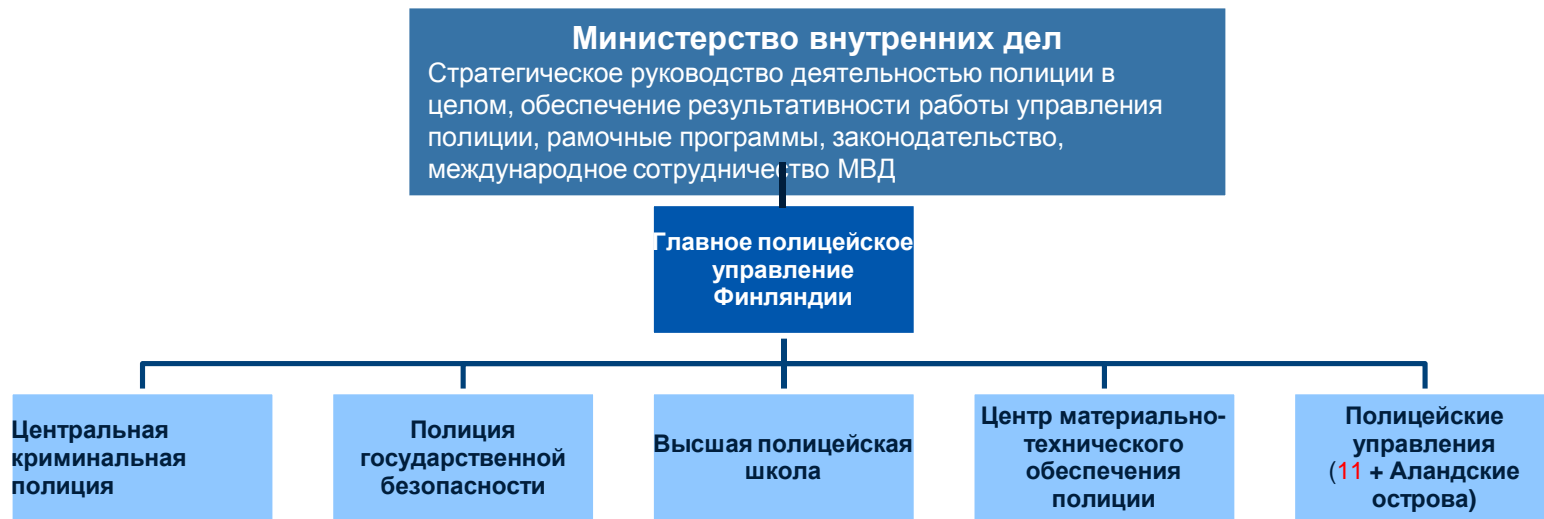 Министерство внутренних дел
Стратегическое руководство деятельностью полиции в
целом, обеспечение результативности работы управления
полиции, рамочные программы, законодательство,
международное сотрудничество МВД
Главное полицейское
управление
Финляндии
Центральная
криминальная
полиция
Полиция
государственной
безопасности
Высшая полицейская
школа
Центр материально-
технического
обеспечения
полиции
Полицейские
управления
(11 + Аландские
острова)